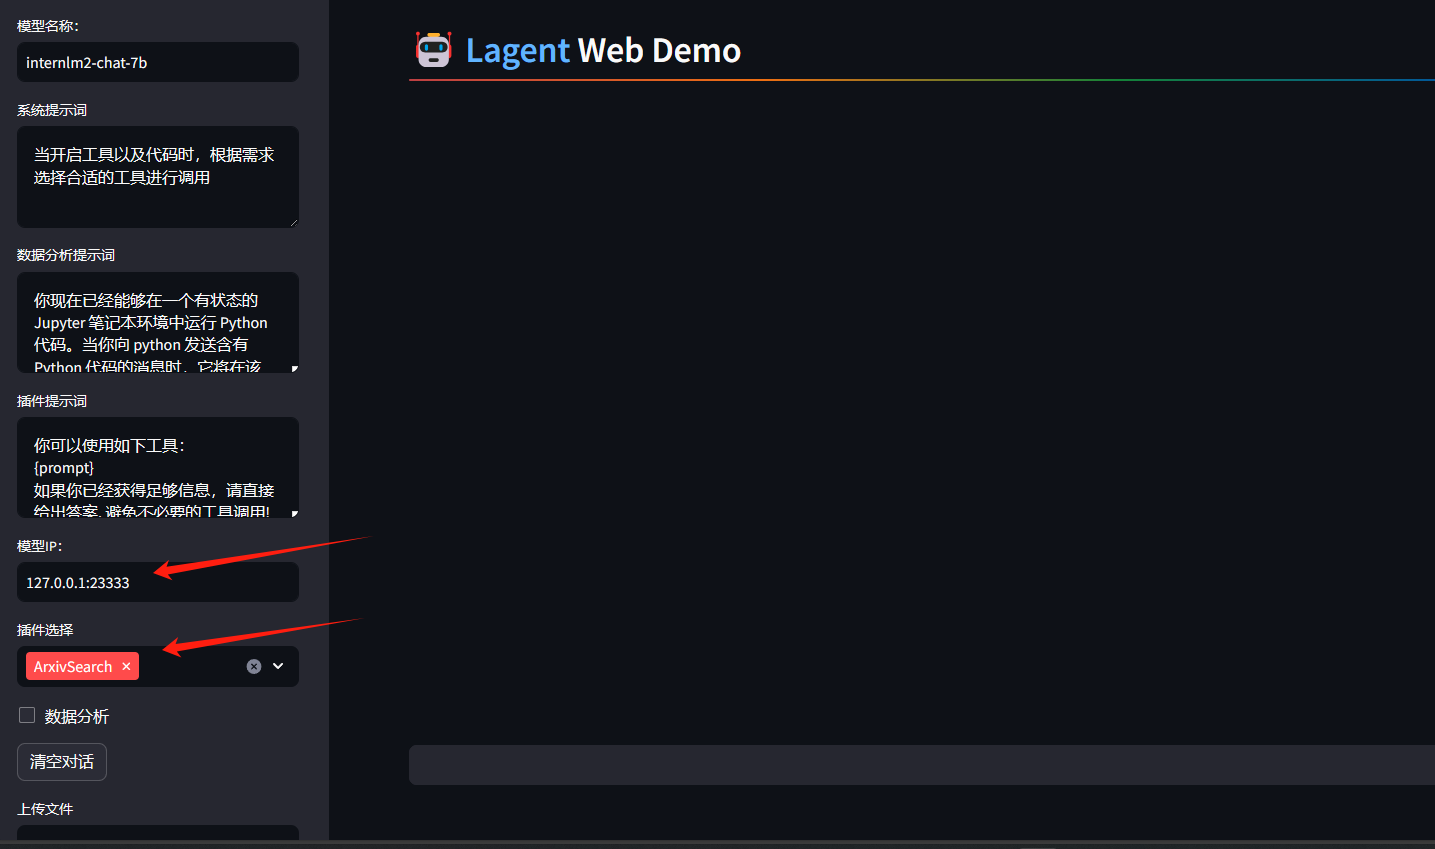 模型名称：
internlm2-chat-7b
系统提示词
当开启工具以及代码时，根据需求
选择合适的工具进行调用
数据分析提示词
你现在已经能够在一个有状态的
Jupyter 笔记本环境中运行 Python
代码。当你向 python 发送含有
Python 代码的消息时，它将在该
插件提示词
你可以使用如下工具：
{prompt}
如果你已经获得足够信息，请直接
给出答案. 避免不必要的工具调用!
模型IP：
127.0.0.1:23333
插件选择
ArxivSearch ×
数据分析
清空对话
上传文件
Lagent Web Demo